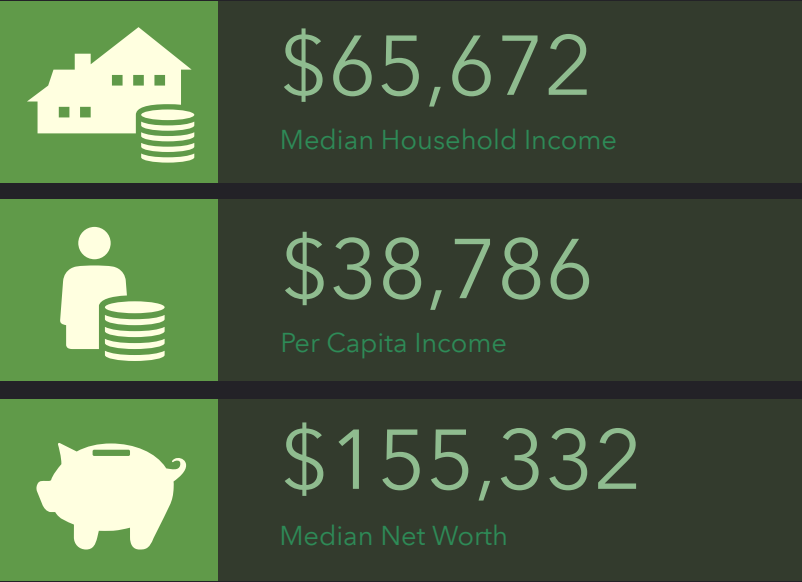 $65,672
Median Household Income
$38,786
Per Capita Income
$155,332
Median Net Worth